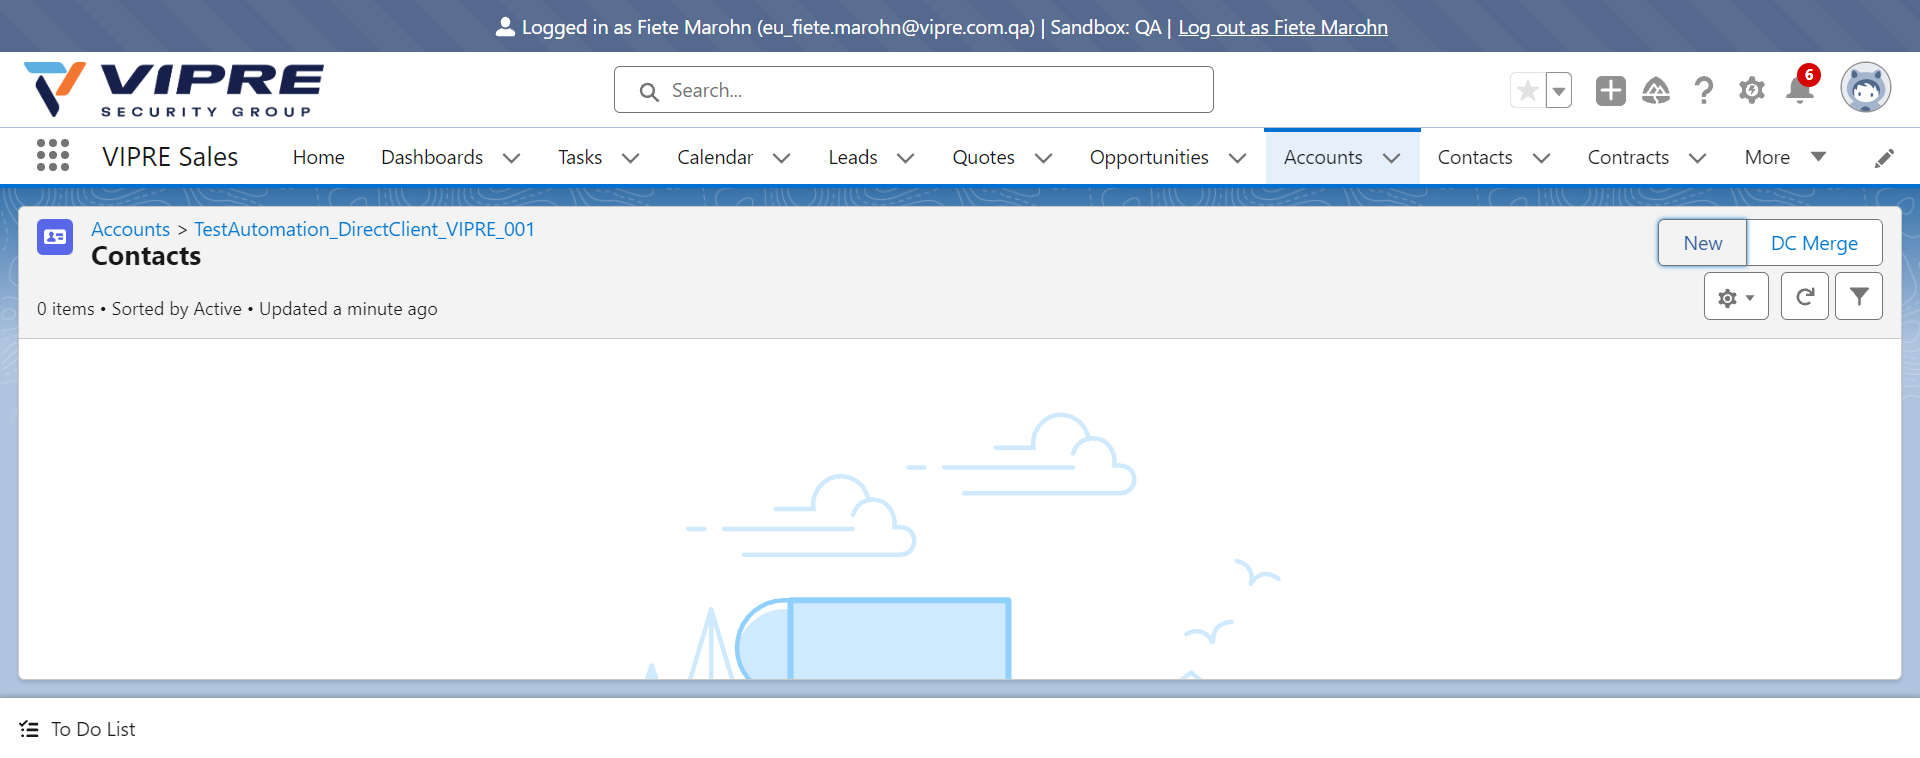 Logged in as Fiete Marohn (eu_fiete.marohn@vipre.com.qa) | Sandbox: QA | Log out as Fiete Marohn
VIPRE
SECURITY GROUP
Search...
6
VIPRE Sales
Home
Dashboards
Tasks
Calendar
Leads
Quotes
Opportunities
Accounts
Contacts
Contracts
More
Accounts > TestAutomation_DirectClient_VIPRE_001
Contacts
New
DC Merge
0 items • Sorted by Active • Updated a minute ago
To Do List